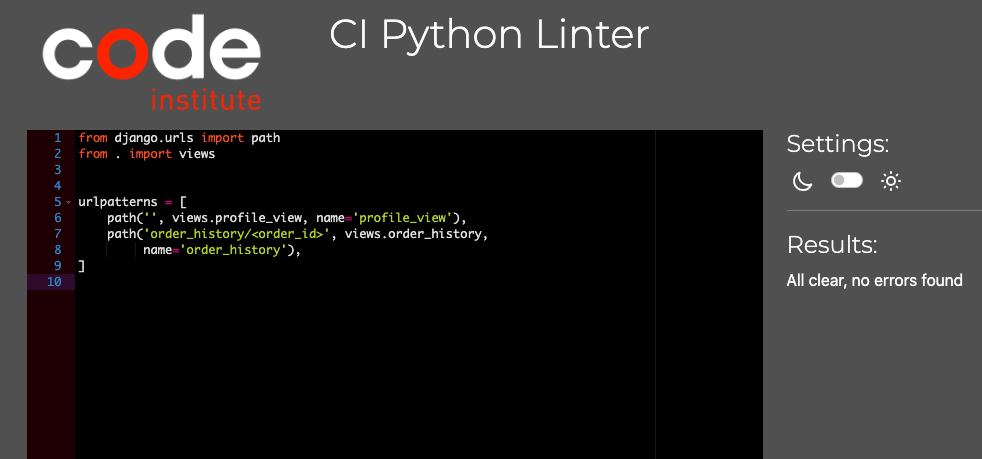 code
institute
CI Python Linter
1 from django.urls import path
2 from . import views
3
4
5 urlpatterns = [
6     path('', views.profile_view, name='profile_view'),
7     path('order_history/<order_id>', views.order_history,
8          name='order_history'),
9 ]
10
Settings:
Results:
All clear, no errors found